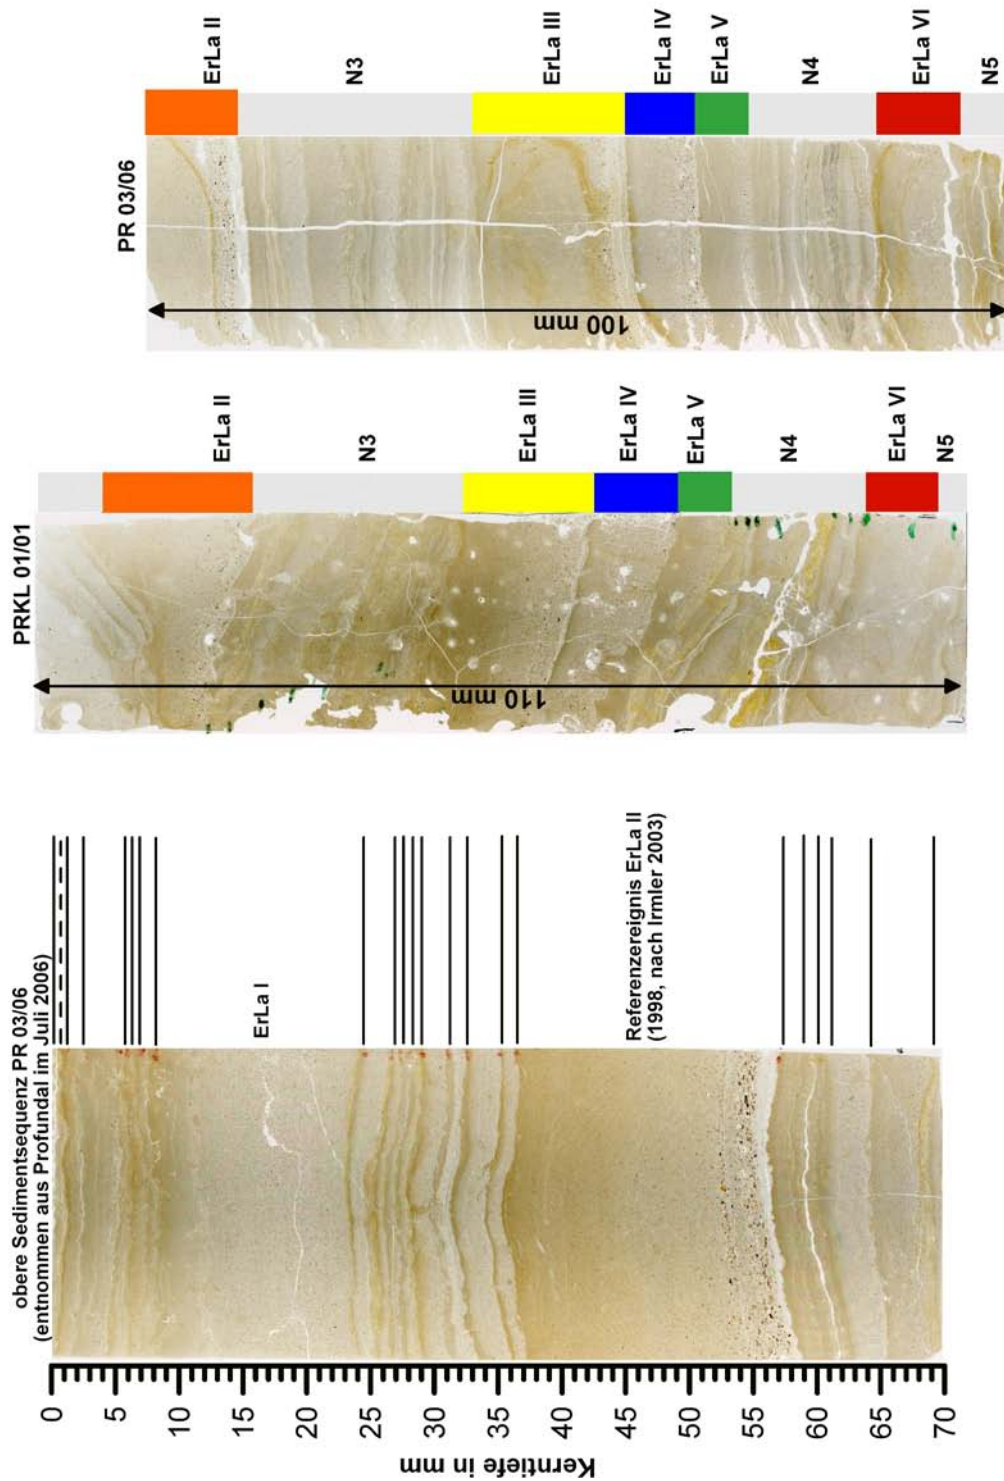 obere Sedimentsequenz PR 03/06
(entnommen aus Profundal im Juli 2006)
ErLa I
Referenzereignis ErLa II
(1998, nach Irmler 2003)
0
5
10
15
20
25
30
35
40
45
50
55
60
65
70
Kerntiefe in mm
PRKL 01/01
110 mm
ErLa II
N3
ErLa III
ErLa IV
ErLa V
N4
ErLa VI
N5
PR 03/06
100 mm
ErLa II
N3
ErLa III
ErLa IV
ErLa V
N4
ErLa VI
N5